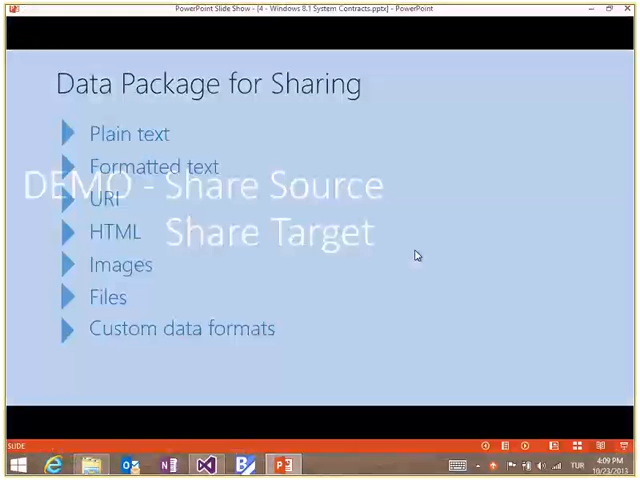 PowerPoint Slide Show - [4 - Windows 8.1 System Contracts.pptx] - PowerPoint
Data Package for Sharing
Plain text
Formatted text
DEMO - Share Source
URI
HTML
Share Target
Images
Files
Custom data formats
SLIDE
TUR
4:09 PM
10/23/2013